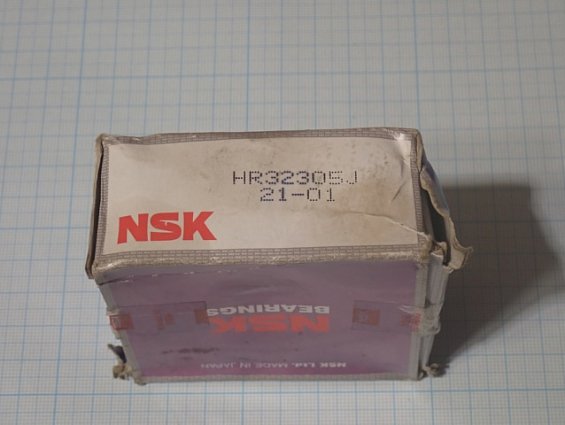 HR32305J
21-01
NSK
BEARINGS
NSK
NSK Ltd. MADE IN JAPAN